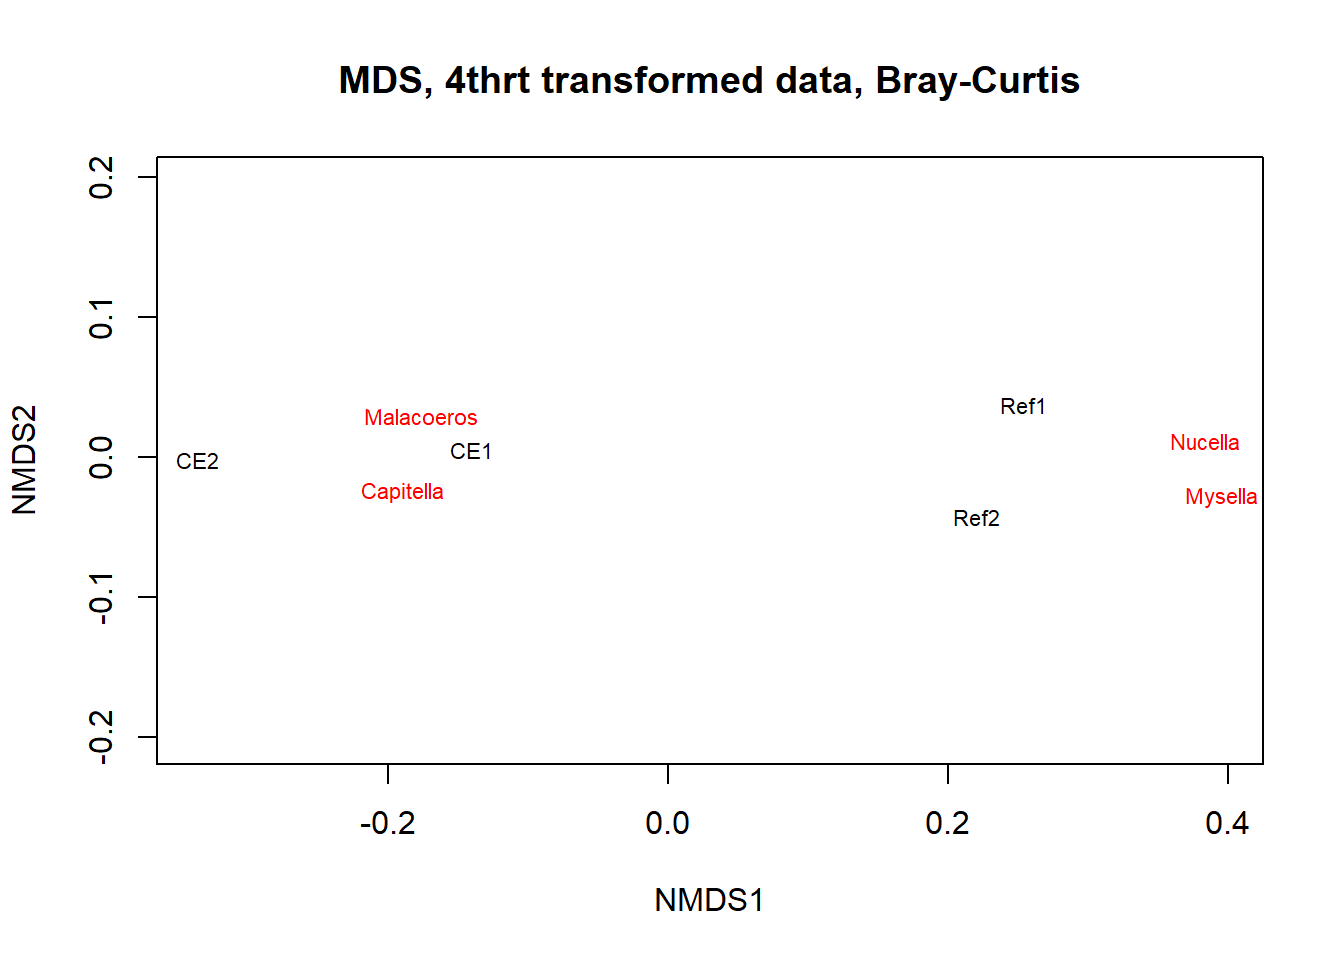 MDS, 4thrt transformed data, Bray-Curtis
0.2
0.1
0.0
-0.1
-0.2
NMDS2
Ref1
Malacoeros
Nucella
CE1
CE2
Capitella
Mysella
Ref2
-0.2 0.0 0.2 0.4
NMDS1